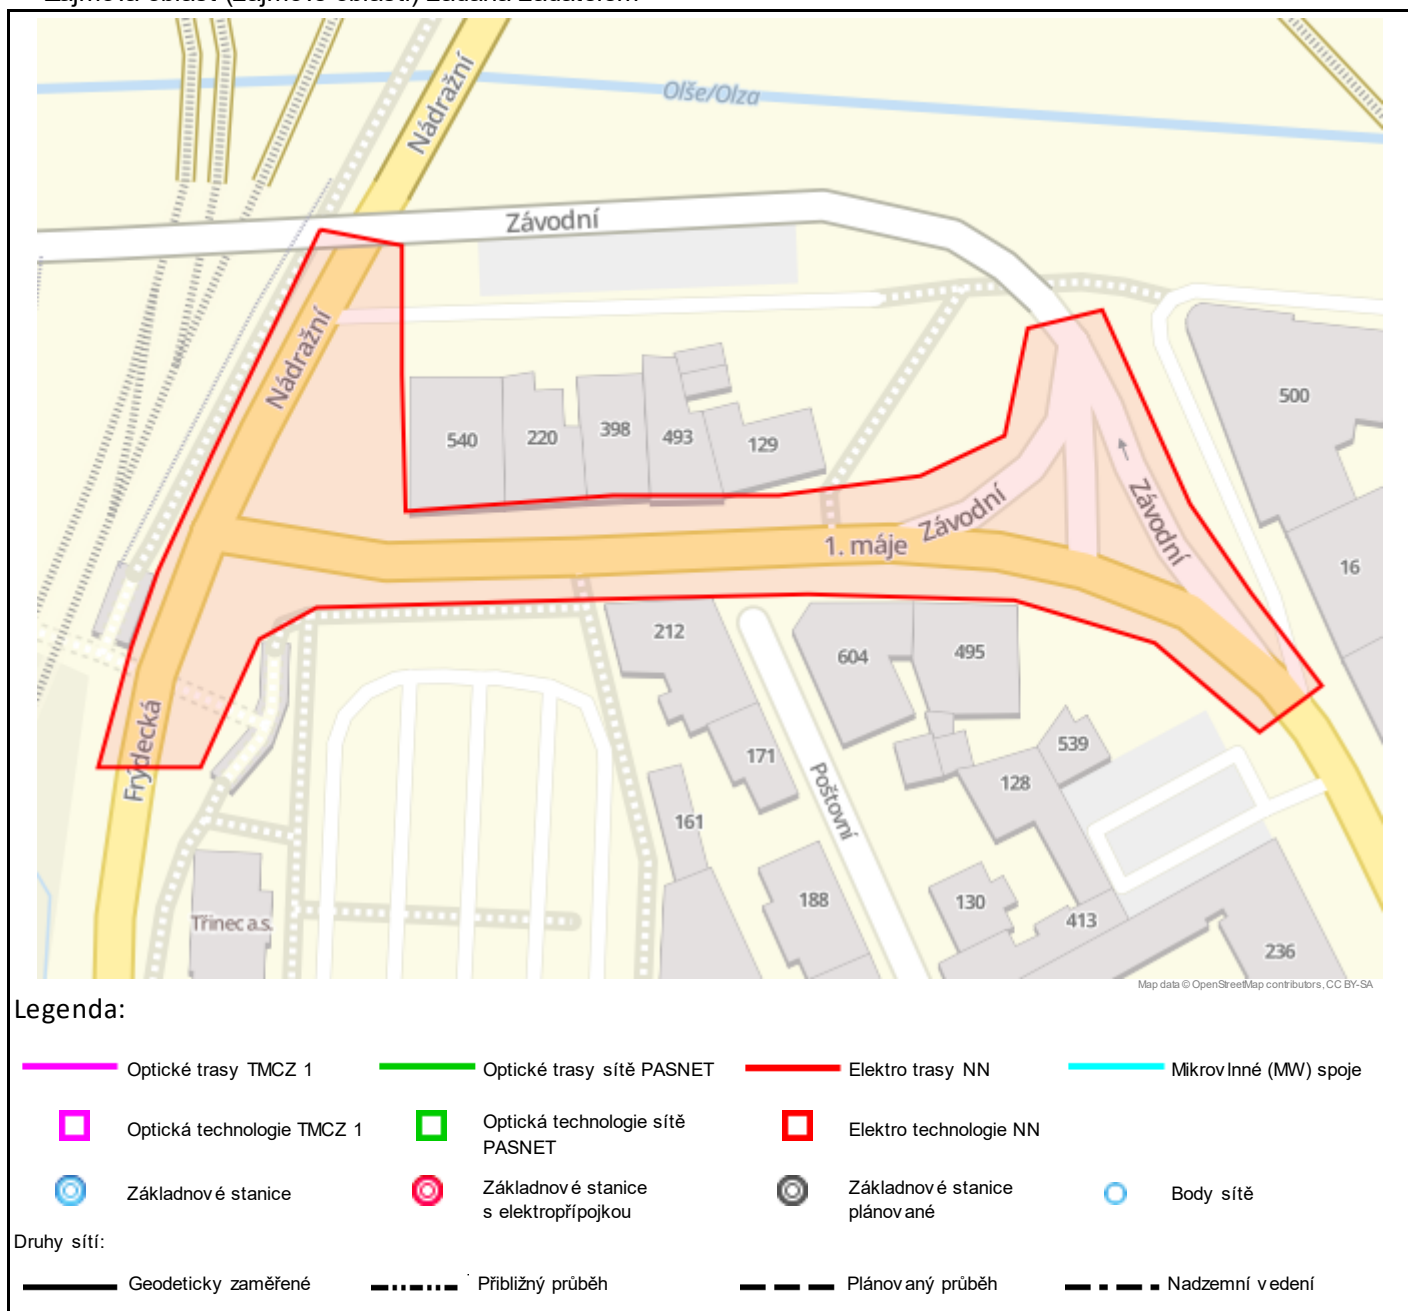 Nádražní
Olše/Olza
Závodní
Nádražní
500
540
220
398
493
129
Závodní
Závodní
1. máje
16
212
604
495
Frýdecká
171
539
128
Poštovní
161
188
130
413
Třinec a.s.
236
Map data © OpenStreetMap contributors, CC BY-SA
Legenda:
Optické trasy TMCZ 1
Optické trasy sítě PASNET
Elektro trasy NN
Mikrovlnné (MW) spoje
Optická technologie TMCZ 1
Optická technologie sítě
PASNET
Elektro technologie NN
Základnové stanice
Základnové stanice
s elektropřípojkou
Základnové stanice
plánované
Body sítě
Druhy sítí:
Geodeticky zaměřené
Přibližný průběh
Plánovaný průběh
Nadzemní vedení